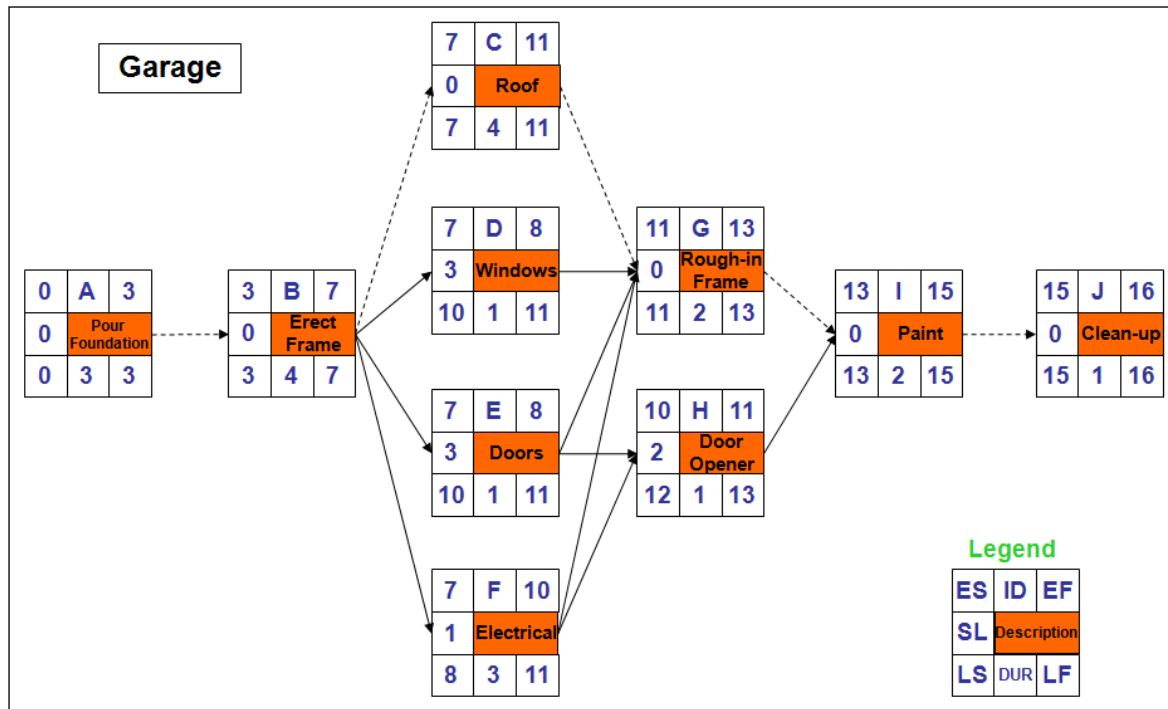 Garage
7 C 11
0 Roof
7 4 11
7 D 8
3 Windows
10 1 11
11 G 13
0 Rough-in
Frame
11 2 13
0 A 3
0 Pour
Foundation
0 3 3
3 B 7
0 Erect
Frame
3 4 7
13 I 15
0 Paint
13 2 15
15 J 16
0 Clean-up
15 1 16
7 E 8
3 Doors
10 1 11
10 H 11
2 Door
Opener
12 1 13
7 F 10
1 Electrical
8 3 11
Legend
ES ID EF
SL Description
LS DUR LF